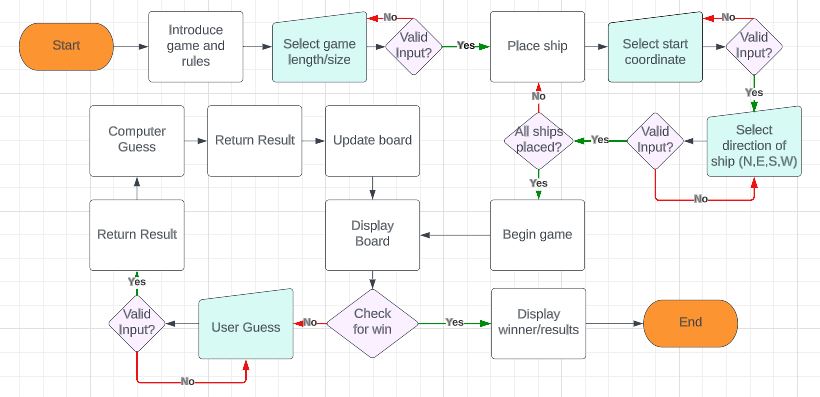 Start
Introduce
game and
rules
Select game
length/size
No
Valid
Input?
Yes
Place ship
Select start
coordinate
No
Valid
Input?
Yes
Select
direction of
ship (N,E,S,W)
Valid
Input?
No
Yes
All ships
placed?
No
Yes
Begin game
Display
Board
Check
for win
Yes
Display
winner/results
End
No
User Guess
Valid
Input?
No
Yes
Return Result
Computer
Guess
Return Result
Update board